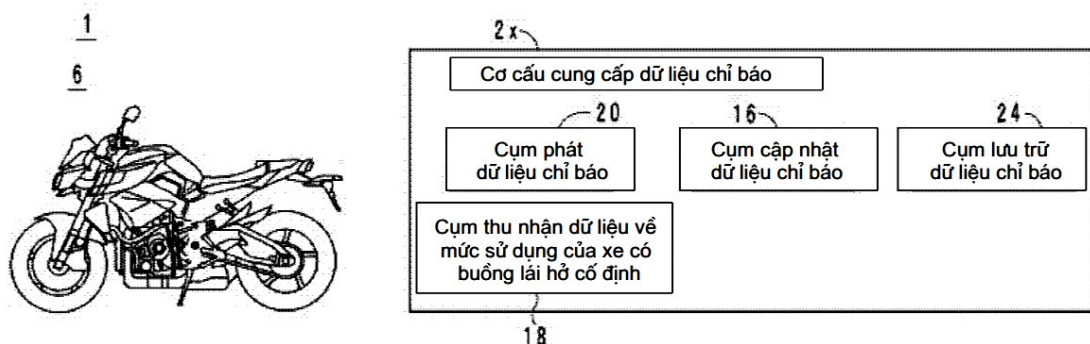 1
6
2x
Cơ cấu cung cấp dữ liệu chỉ báo
20
Cụm phát
dữ liệu chỉ báo
16
Cụm cập nhật
dữ liệu chỉ báo
24
Cụm lưu trữ
dữ liệu chỉ báo
Cụm thu nhận dữ liệu về
mức sử dụng của xe có
buồng lái hở cố định
18